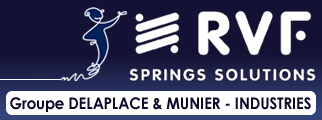 RVF
SPRINGS SOLUTIONS
Groupe DELAPLACE & MUNIER - INDUSTRIES